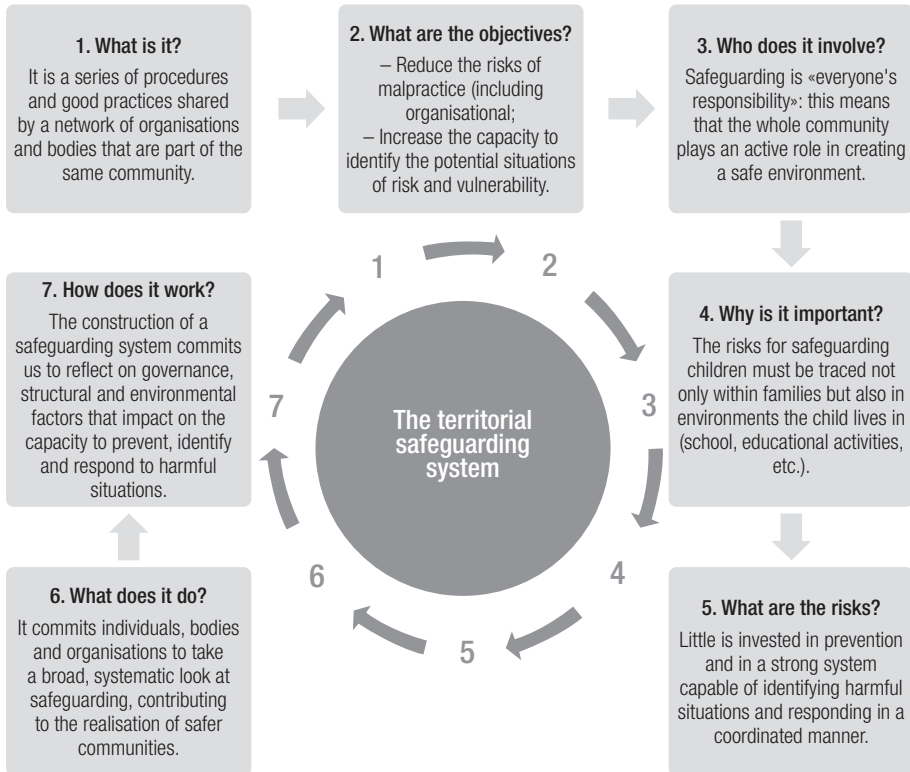 1. What is it?
It is a series of procedures
and good practices shared
by a network of organisations
and bodies that are part of the
same community.
2. What are the objectives?
– Reduce the risks of
malpractice (including
organisational;
– Increase the capacity to
identify the potential situations
of risk and vulnerability.
3. Who does it involve?
Safeguarding is «everyone's
responsibility»: this means
that the whole community
plays an active role in creating
a safe environment.
4. Why is it important?
The risks for safeguarding
children must be traced not
only within families but also in
environments the child lives in
(school, educational activities,
etc.).
5. What are the risks?
Little is invested in prevention
and in a strong system
capable of identifying harmful
situations and responding in a
coordinated manner.
6. What does it do?
It commits individuals, bodies
and organisations to take
a broad, systematic look at
safeguarding, contributing
to the realisation of safer
communities.
7. How does it work?
The construction of a
safeguarding system commits
us to reflect on governance,
structural and environmental
factors that impact on the
capacity to prevent, identify
and respond to harmful
situations.
The territorial
safeguarding
system
1
2
3
4
5
6
7